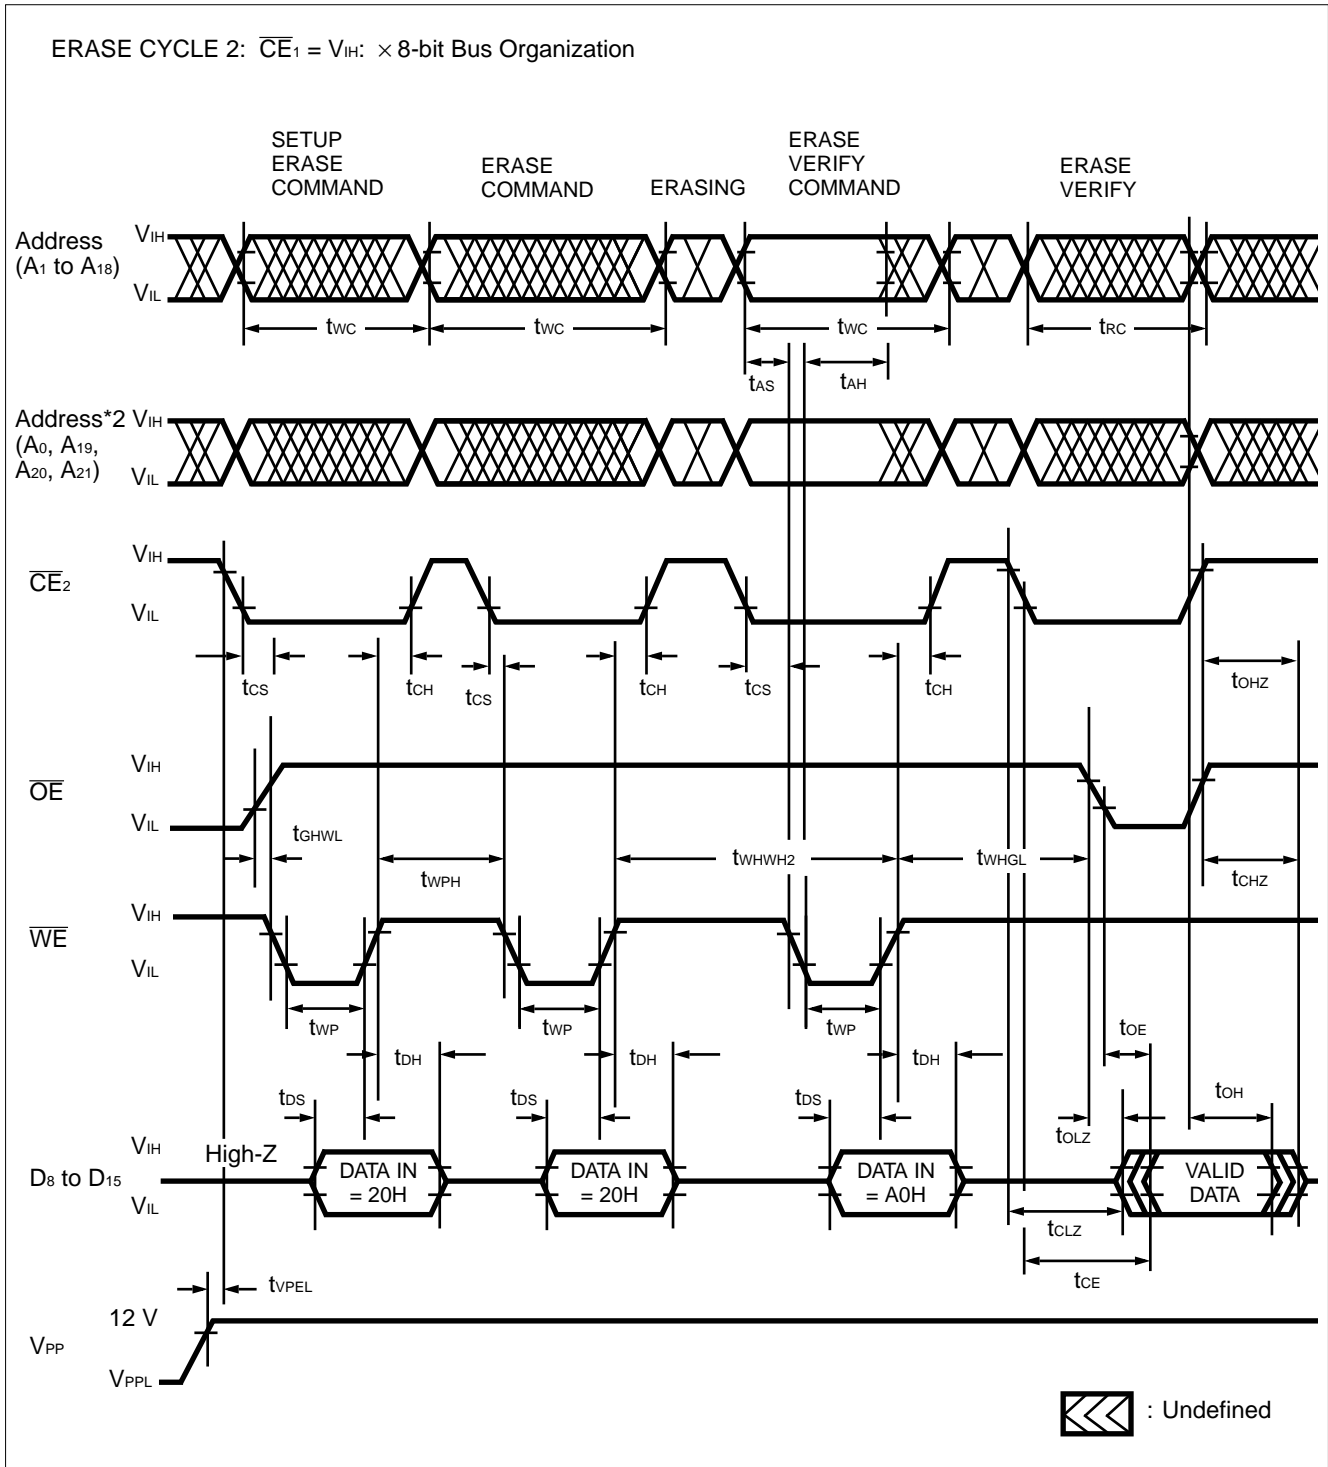 ERASE CYCLE 2: CE1 = VIH: × 8-bit Bus Organization
SETUP
ERASE
COMMAND
ERASE
COMMAND
ERASING
ERASE
VERIFY
COMMAND
ERASE
VERIFY
Address
(A1 to A18)
VIH
VIL
tWC
tWC
tWC
tRC
tAS
tAH
Address*2
(A0, A19,
A20, A21)
VIH
VIL
CE2
VIH
VIL
tCS
tCH
tCS
tCH
tCS
tCH
tOHZ
OE
VIH
VIL
tGHWL
tWPH
tWHWH2
tWHGL
tCHZ
WE
VIH
VIL
tWP
tWP
tWP
tOE
tDH
tDH
tDH
tDS
tDS
tDS
tOH
tOLZ
D8 to D15
VIH
VIL
High-Z
DATA IN
= 20H
DATA IN
= 20H
DATA IN
= A0H
VALID
DATA
tCLZ
tCE
tVPEL
VPP
12 V
VPPL
: Undefined